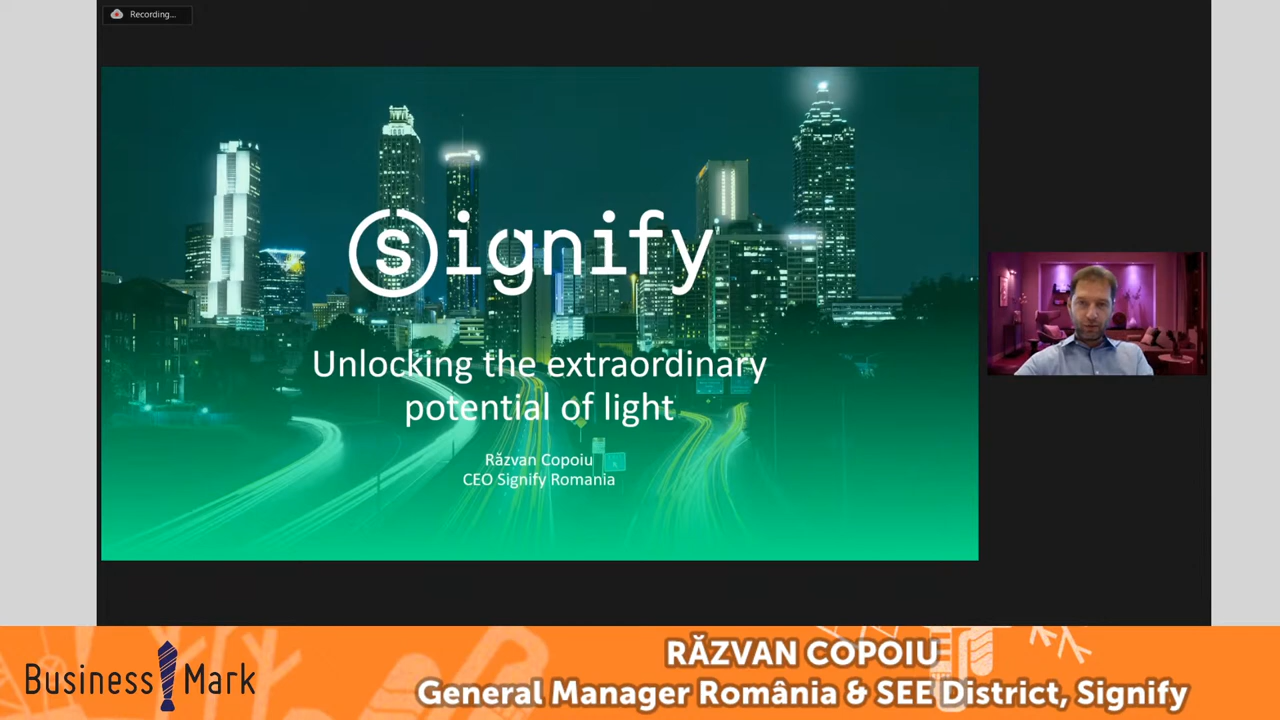 Recording...
signify
Unlocking the extraordinary
potential of light
Răzvan Copoiu
CEO Signify Romania
RĂZVAN COPOIU
General Manager România & SEE District, Signify
Business Mark